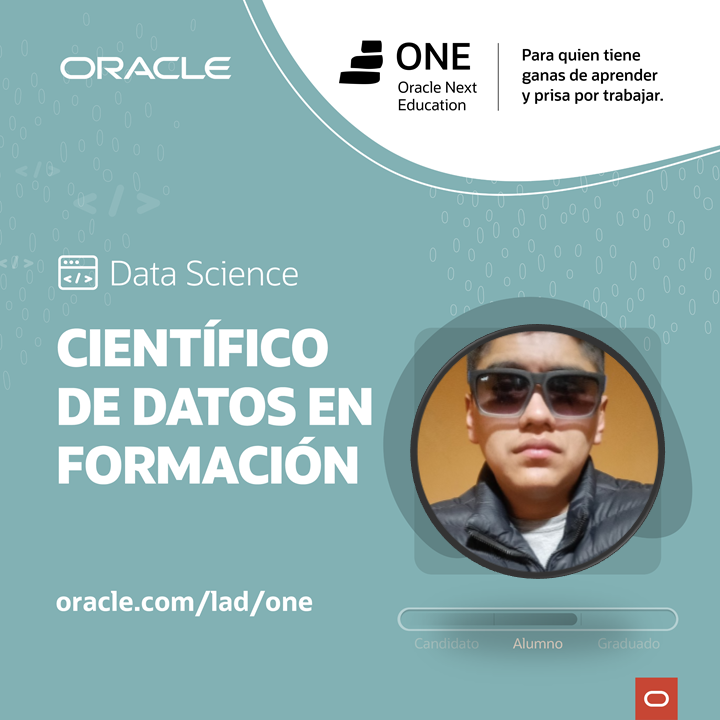 ORACLE
ONE
Oracle Next
Education
Para quien tiene
ganas de aprender
y prisa por trabajar.
</>
</>
</>
</>
Data Science
CIENTÍFICO
DE DATOS EN
FORMACIÓN
oracle.com/lad/one
Candidato
Alumno
Graduado